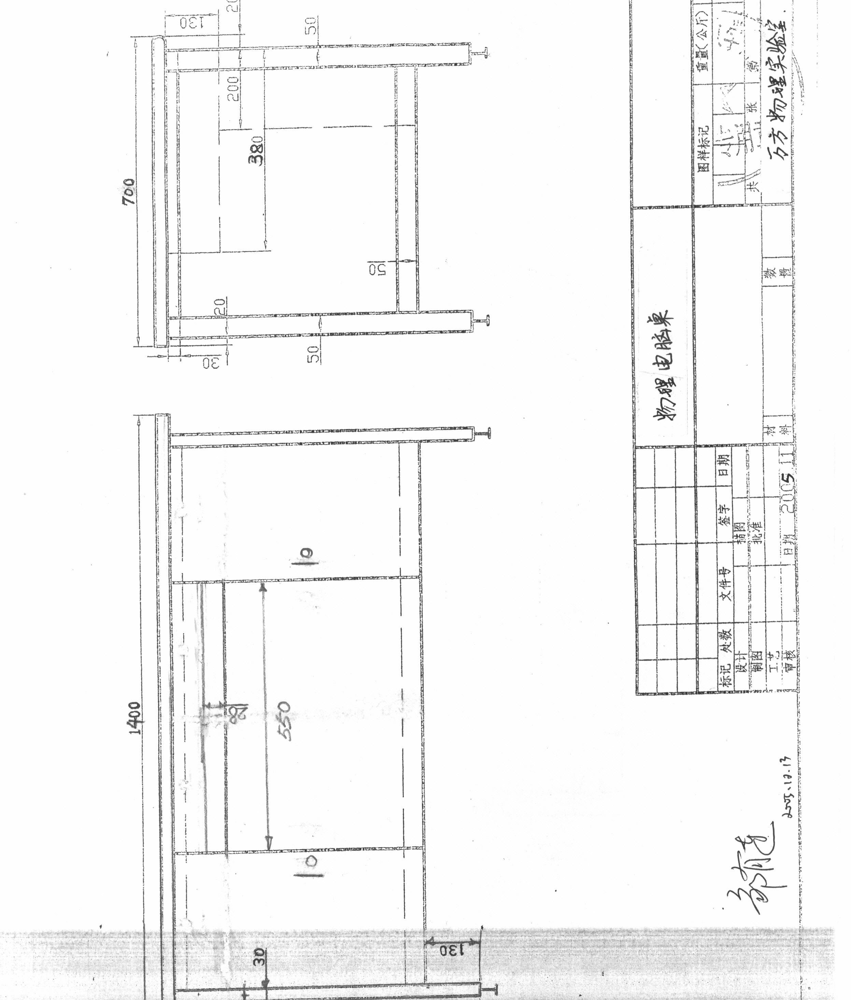 130
20
50
200
380
700
50
20
50
30
1400
10
550
10
30
130
重量(公斤)
图样标记
第
张
共
万方物理实验室.
物理电脑桌
数量
材料
标记 处数 文件号 签字 日期
设计 描图
制图 批准
工艺
审核 日期 2005.11
2005.12.13